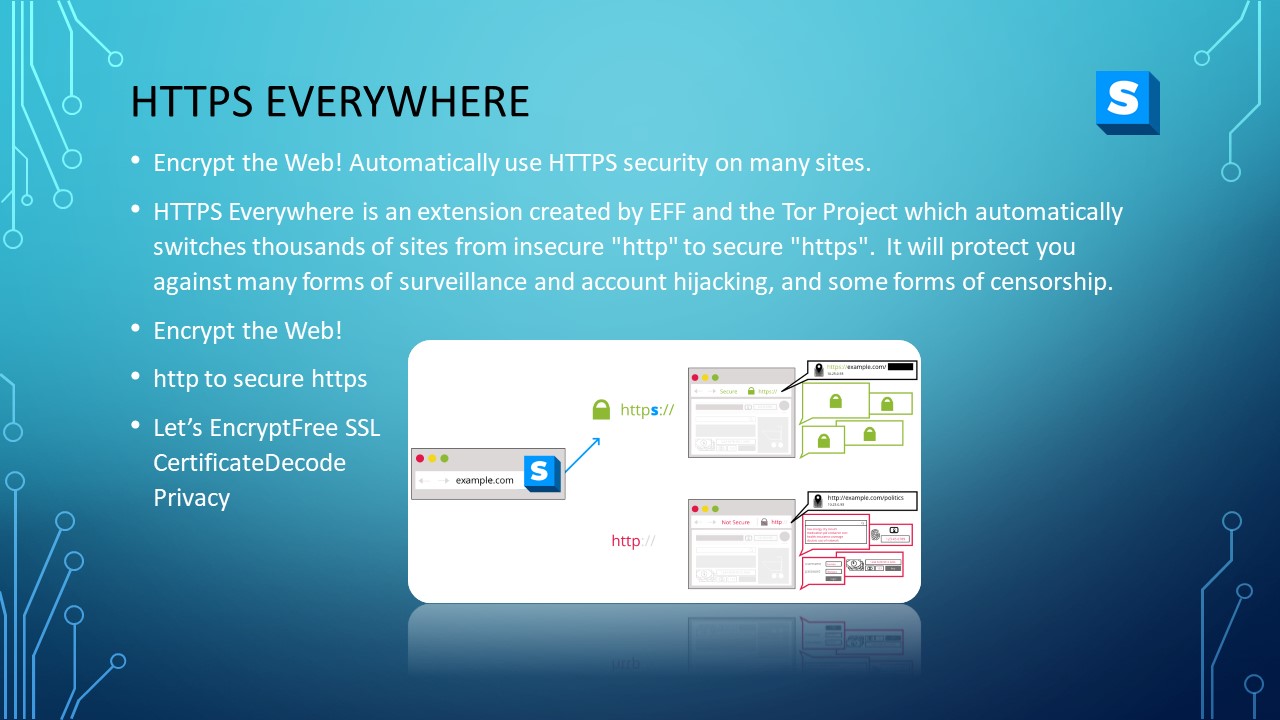 HTTPS EVERYWHERE
S
• Encrypt the Web! Automatically use HTTPS security on many sites.
• HTTPS Everywhere is an extension created by EFF and the Tor Project which automatically
switches thousands of sites from insecure "http" to secure "https".  It will protect you
against many forms of surveillance and account hijacking, and some forms of censorship.
• Encrypt the Web!
• http to secure https
• Let’s EncryptFree SSL
CertificateDecode
Privacy
example.com
S
https://
Secure https://
https://example.com/
http://
Not Secure http
http://example.com/politics